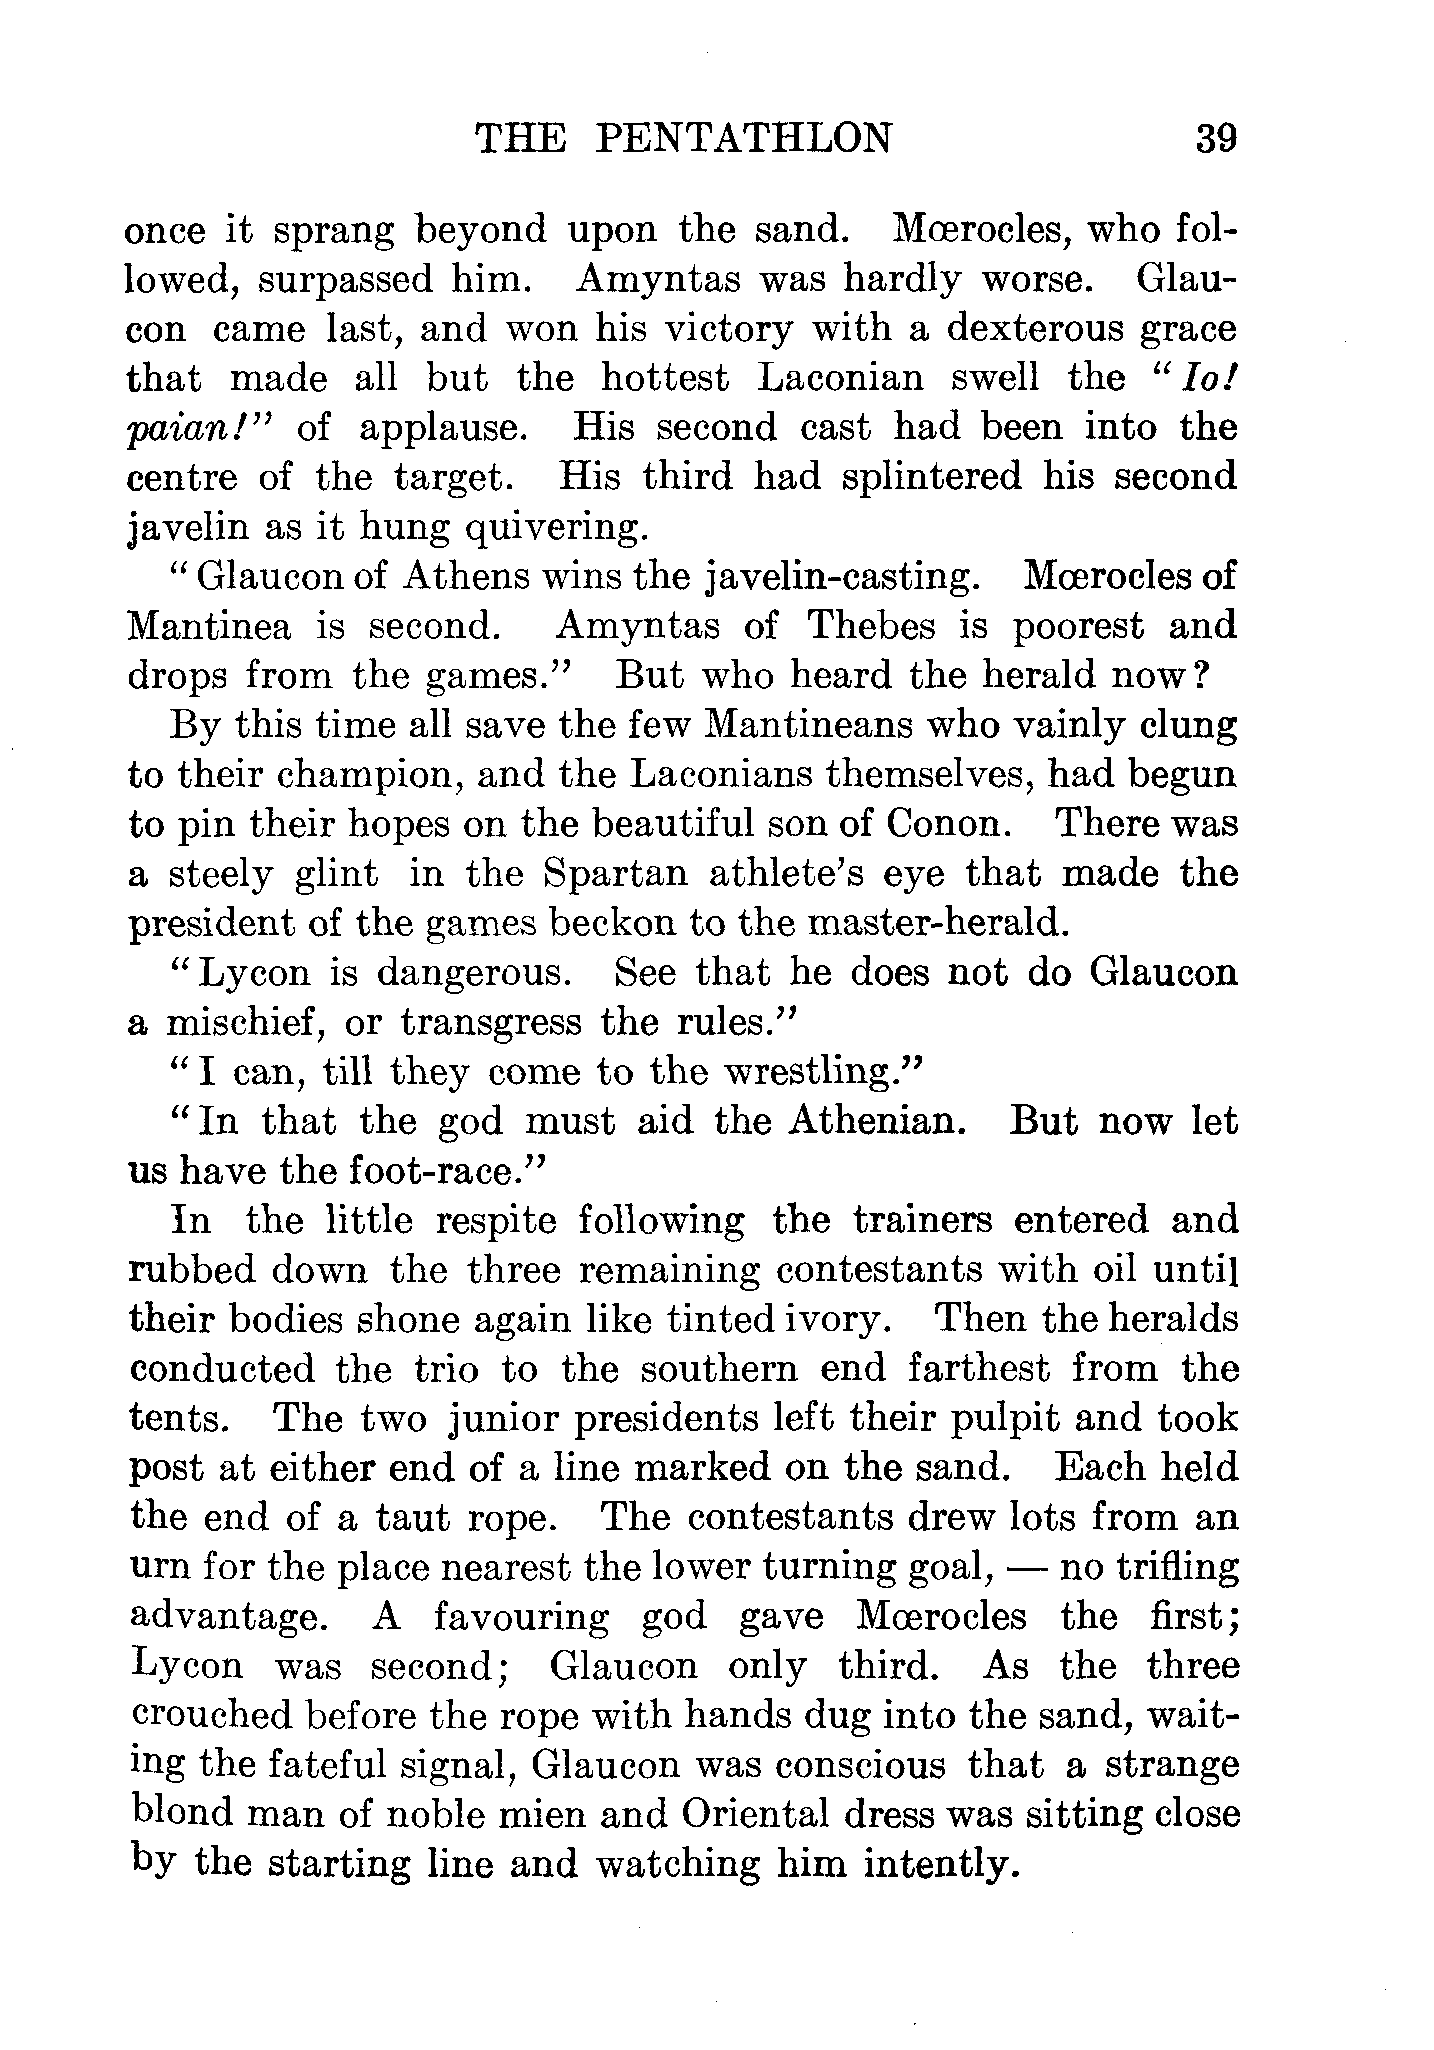 THE PENTATHLON 39
once it sprang beyond upon the sand. Mœrocles, who fol-
lowed, surpassed him. Amyntas was hardly worse. Glau-
con came last, and won his victory with a dexterous grace
that made all but the hottest Laconian swell the “Io!
paian!” of applause. His second cast had been into the
centre of the target. His third had splintered his second
javelin as it hung quivering.
“Glaucon of Athens wins the javelin-casting. Mœrocles of
Mantinea is second. Amyntas of Thebes is poorest and
drops from the games.” But who heard the herald now?
By this time all save the few Mantineans who vainly clung
to their champion, and the Laconians themselves, had begun
to pin their hopes on the beautiful son of Conon. There was
a steely glint in the Spartan athlete’s eye that made the
president of the games beckon to the master-herald.
“Lycon is dangerous. See that he does not do Glaucon
a mischief, or transgress the rules.”
“I can, till they come to the wrestling.”
“In that the god must aid the Athenian. But now let
us have the foot-race.”
In the little respite following the trainers entered and
rubbed down the three remaining contestants with oil until
their bodies shone again like tinted ivory. Then the heralds
conducted the trio to the southern end farthest from the
tents. The two junior presidents left their pulpit and took
post at either end of a line marked on the sand. Each held
the end of a taut rope. The contestants drew lots from an
urn for the place nearest the lower turning goal, — no trifling
advantage. A favouring god gave Mœrocles the first;
Lycon was second; Glaucon only third. As the three
crouched before the rope with hands dug into the sand, wait-
ing the fateful signal, Glaucon was conscious that a strange
blond man of noble mien and Oriental dress was sitting close
by the starting line and watching him intently.